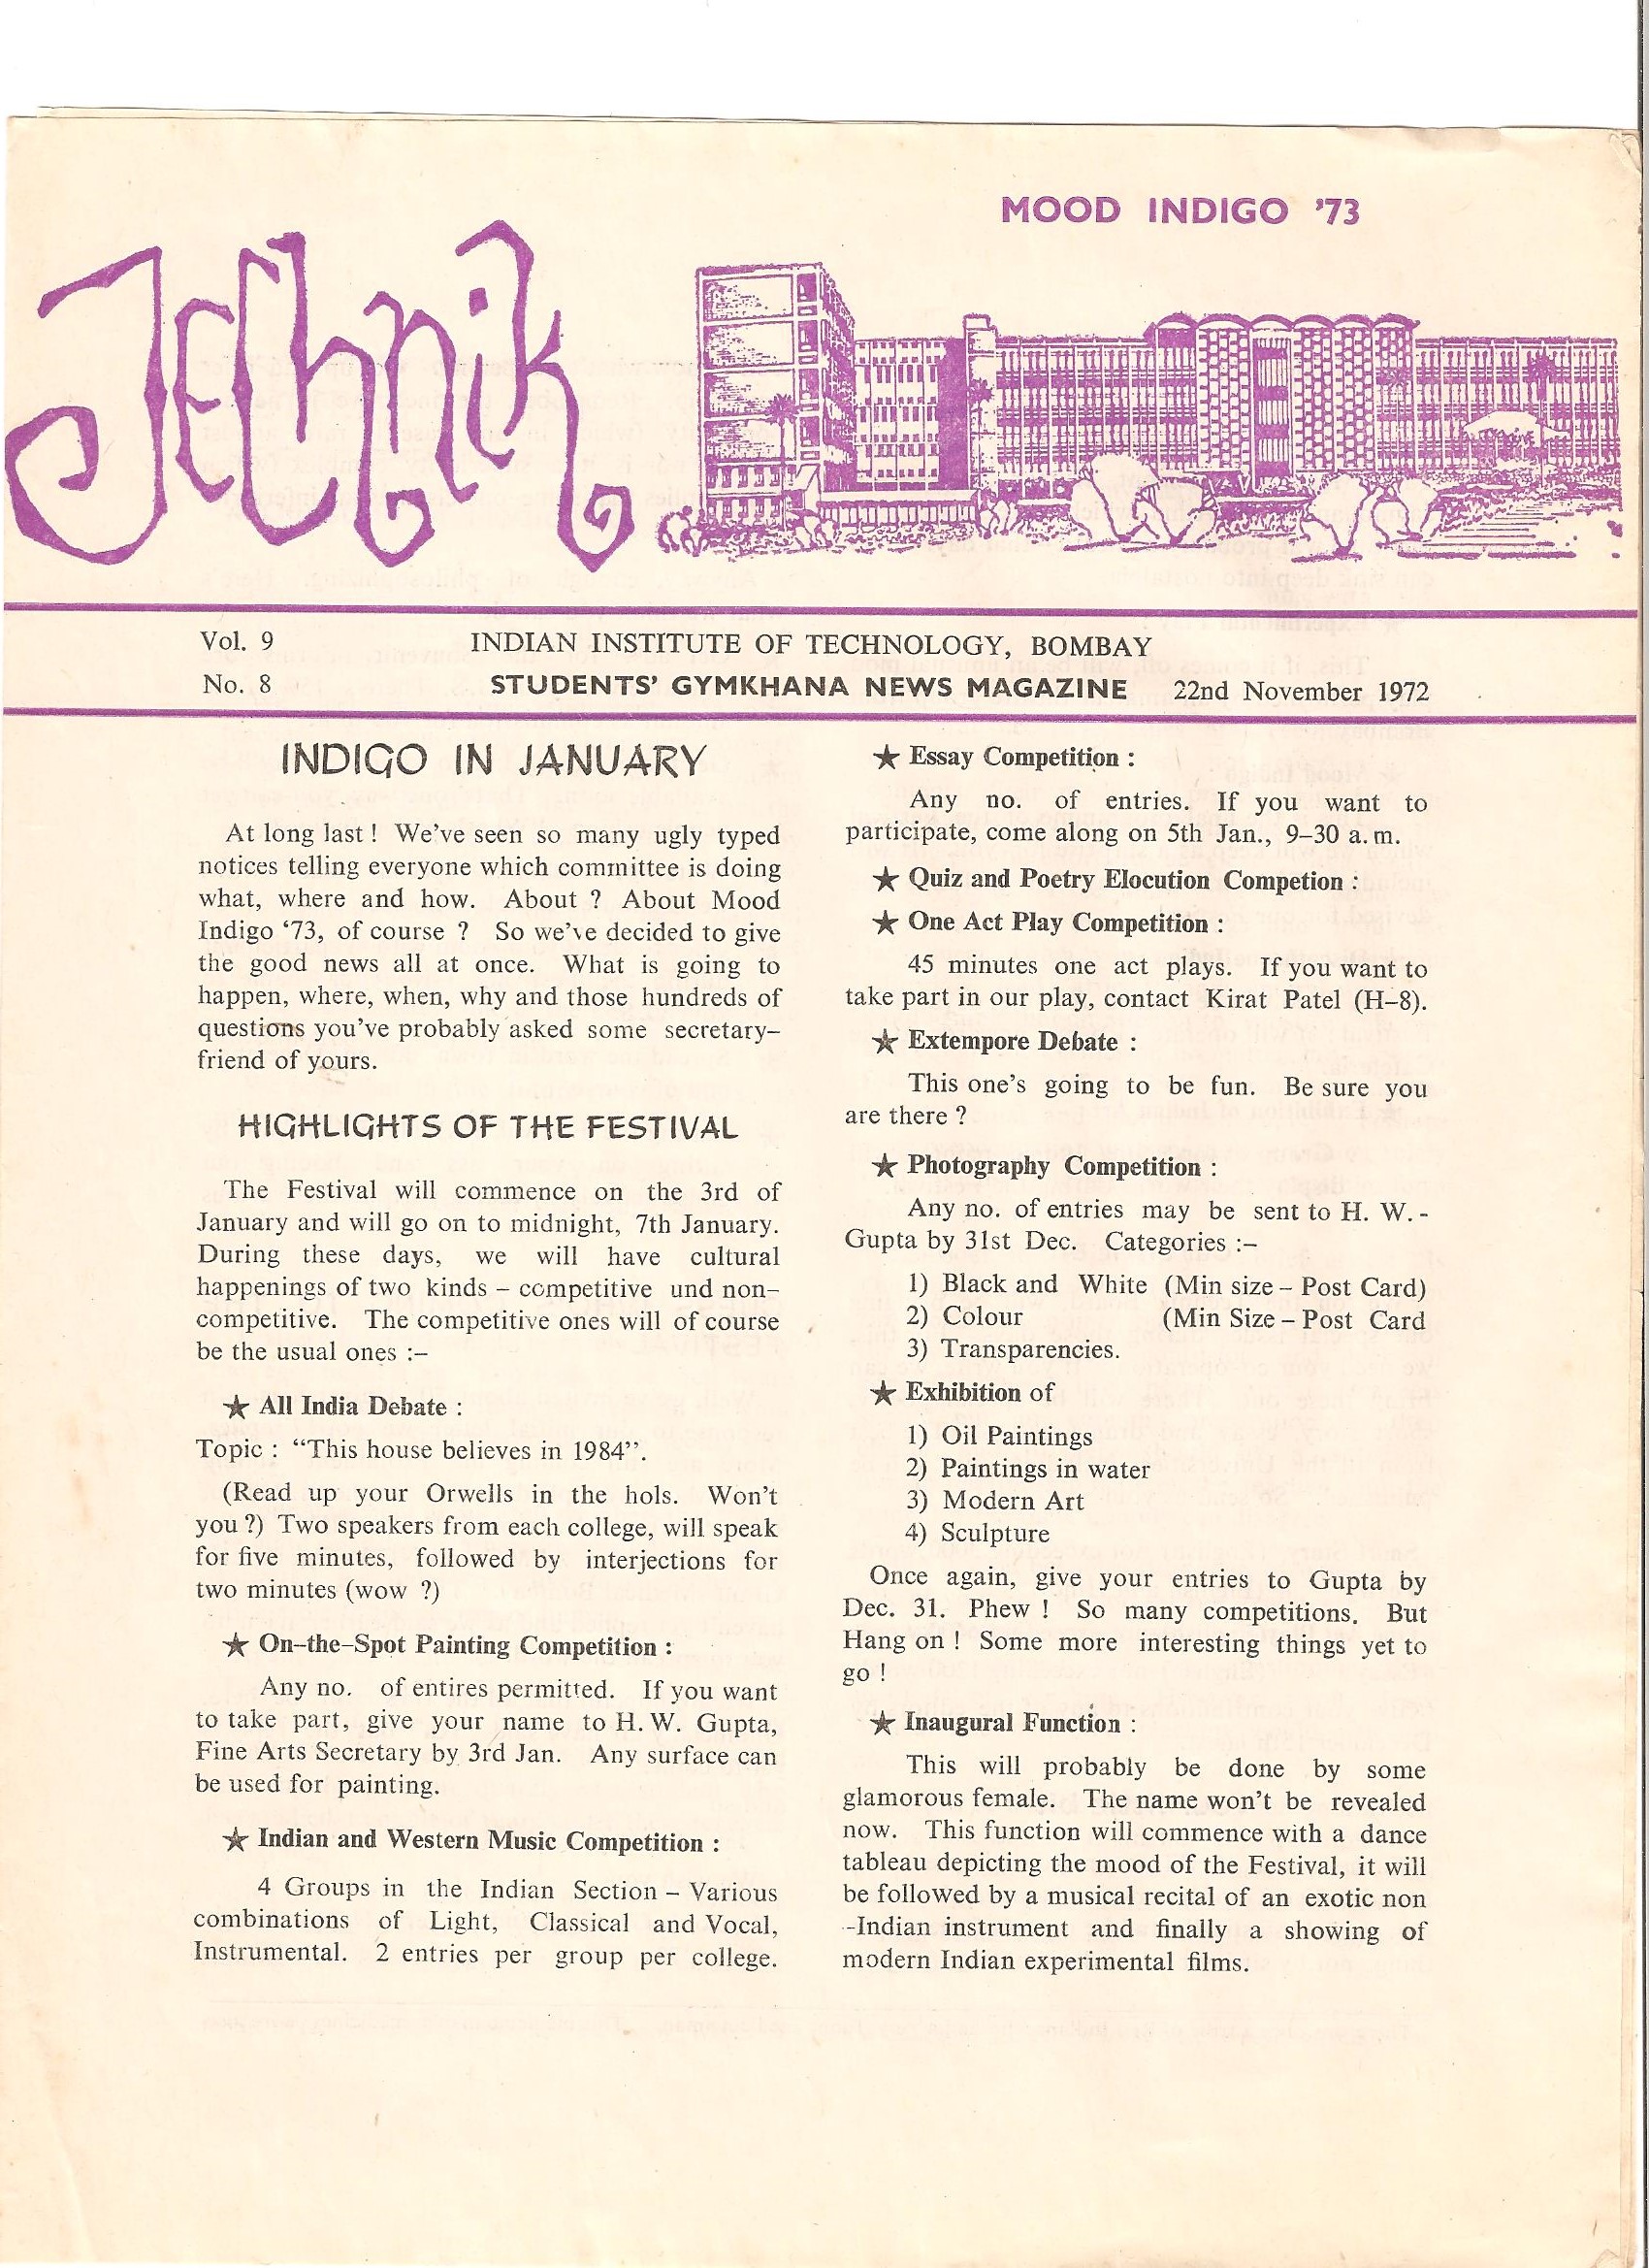 MOOD INDIGO '73
Technik
Vol. 9
INDIAN INSTITUTE OF TECHNOLOGY, BOMBAY
No. 8
STUDENTS' GYMKHANA NEWS MAGAZINE
22nd November 1972
INDIGO IN JANUARY
At long last ! We've seen so many ugly typed
notices telling everyone which committee is doing
what, where and how. About ? About Mood
Indigo '73, of course ? So we've decided to give
the good news all at once. What is going to
happen, where, when, why and those hundreds of
questions you've probably asked some secretary–
friend of yours.
HIGHLIGHTS OF THE FESTIVAL
The Festival will commence on the 3rd of
January and will go on to midnight, 7th January.
During these days, we will have cultural
happenings of two kinds – competitive und non–
competitive. The competitive ones will of course
be the usual ones :–
★ All India Debate :
Topic : “This house believes in 1984”.
(Read up your Orwells in the hols. Won't
you ?) Two speakers from each college, will speak
for five minutes, followed by interjections for
two minutes (wow ?)
★ On–the–Spot Painting Competition :
Any no. of entires permitted. If you want
to take part, give your name to H. W. Gupta,
Fine Arts Secretary by 3rd Jan. Any surface can
be used for painting.
★ Indian and Western Music Competition :
4 Groups in the Indian Section – Various
combinations of Light, Classical and Vocal,
Instrumental. 2 entries per group per college.
★ Essay Competition :
Any no. of entries. If you want to
participate, come along on 5th Jan., 9–30 a. m.
★ Quiz and Poetry Elocution Competion :
★ One Act Play Competition :
45 minutes one act plays. If you want to
take part in our play, contact Kirat Patel (H–8).
★ Extempore Debate :
This one's going to be fun. Be sure you
are there ?
★ Photography Competition :
Any no. of entries may be sent to H. W. -
Gupta by 31st Dec. Categories :–
1) Black and White (Min size – Post Card)
2) Colour (Min Size – Post Card
3) Transparencies.
★ Exhibition of
1) Oil Paintings
2) Paintings in water
3) Modern Art
4) Sculpture
Once again, give your entries to Gupta by
Dec. 31. Phew ! So many competitions. But
Hang on ! Some more interesting things yet to
go !
★ Inaugural Function :
This will probably be done by some
glamorous female. The name won't be revealed
now. This function will commence with a dance
tableau depicting the mood of the Festival, it will
be followed by a musical recital of an exotic non
-Indian instrument and finally a showing of
modern Indian experimental films.